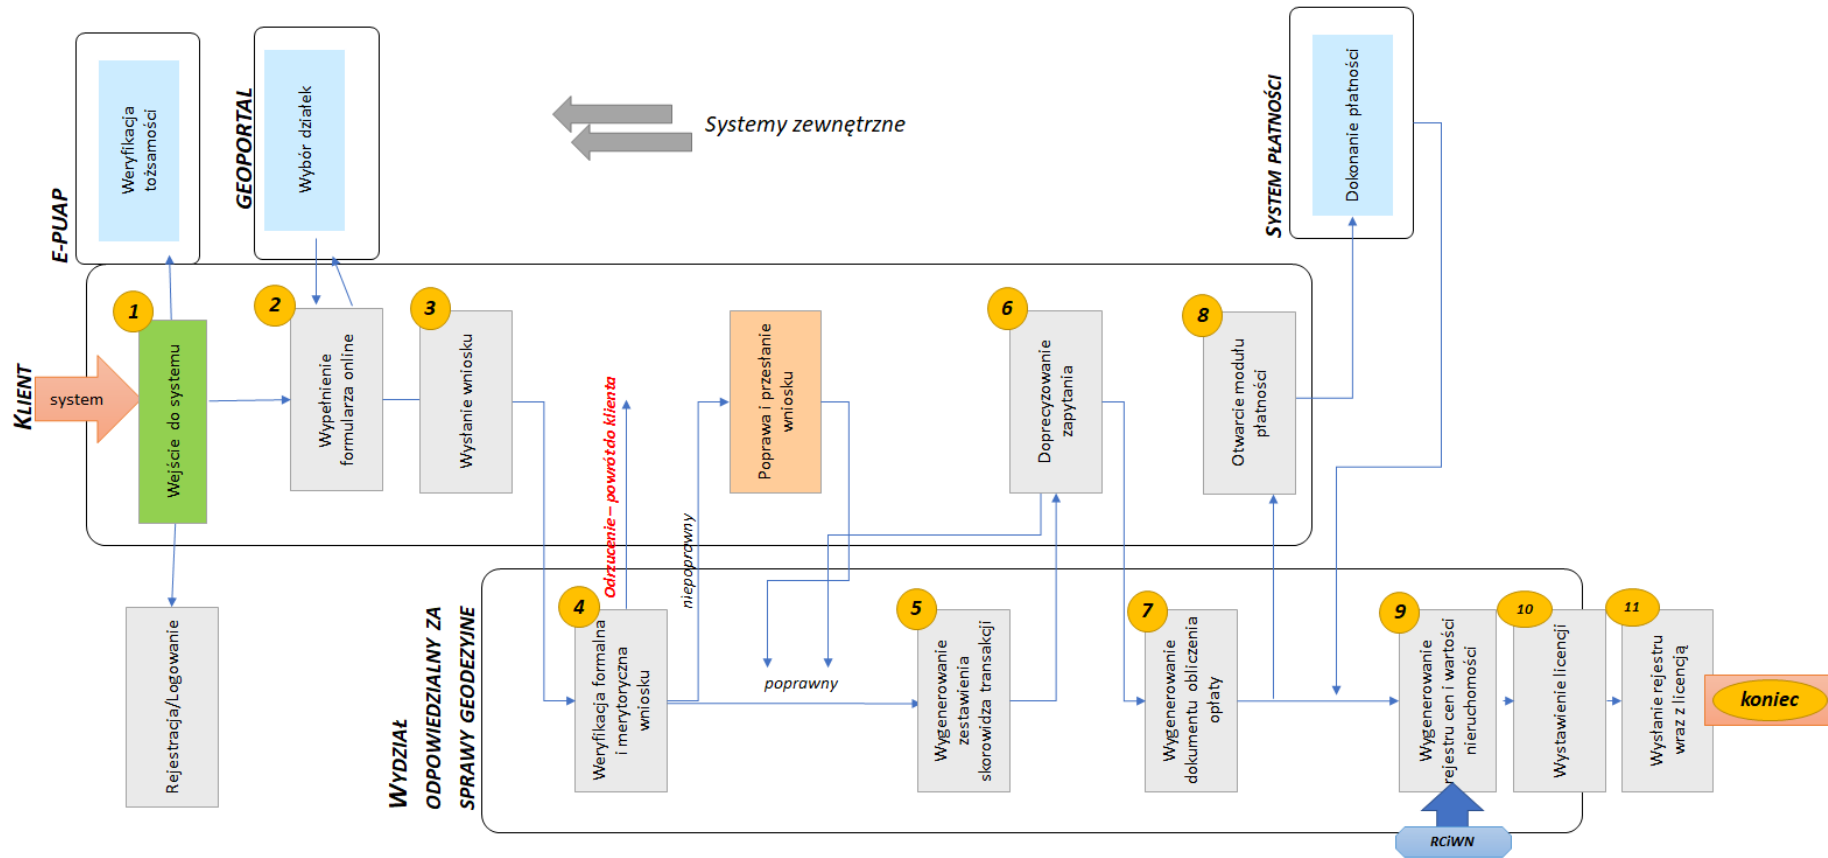 E-PUAP
Weryfikacja
tożsamości
GEOPORTAL
Wybór działek
Systemy zewnętrzne
SYSTEM PŁATNOŚCI
Dokonanie płatności
KLIENT
system
1
Wejście do systemu
2
Wypełnienie
formularza online
3
Wysłanie wniosku
Odrzucenie – powrót do klienta
niepoprowny
Poprawa i przesłanie
wniosku
6
Doprecyzowanie
zapytania
8
Otwarcie modułu
płatności
Rejestracja/Logowanie
WYDZIAŁ
ODPOWIEDZIALNY ZA
SPRAWY GEODEZYJNE
4
Weryfikacja formalna
i merytoryczna
wniosku
poprawny
5
Wygenerowanie
zestawienia
skorowidza transakcji
7
Wygenerowanie
dokumentu obliczenia
opłaty
9
Wygenerowanie
rejestru cen i wartości
nieruchomości
10
Wystawienie licencji
11
Wysłanie rejestru
wraz z licencją
koniec
RCiWN